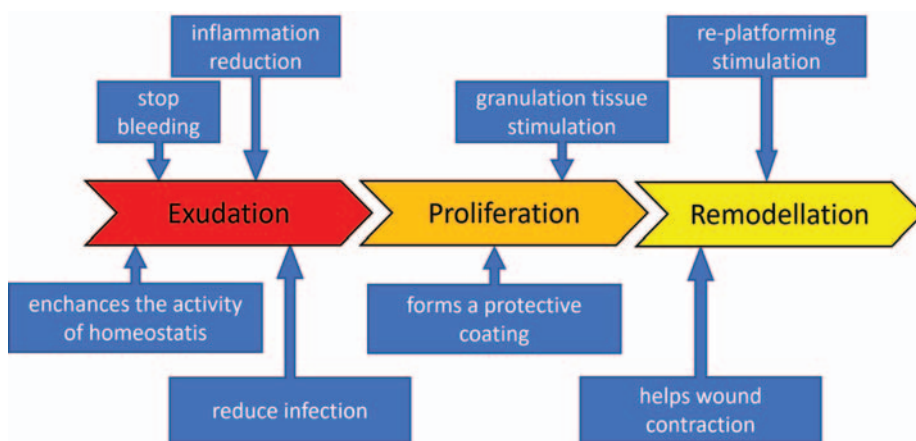 inflammation
reduction
re-platforming
stimulation
stop
bleeding
granulation tissue
stimulation
Exudation
Proliferation
Remodellation
enchances the activity
of homeostatis
forms a protective
coating
reduce infection
helps wound
contraction